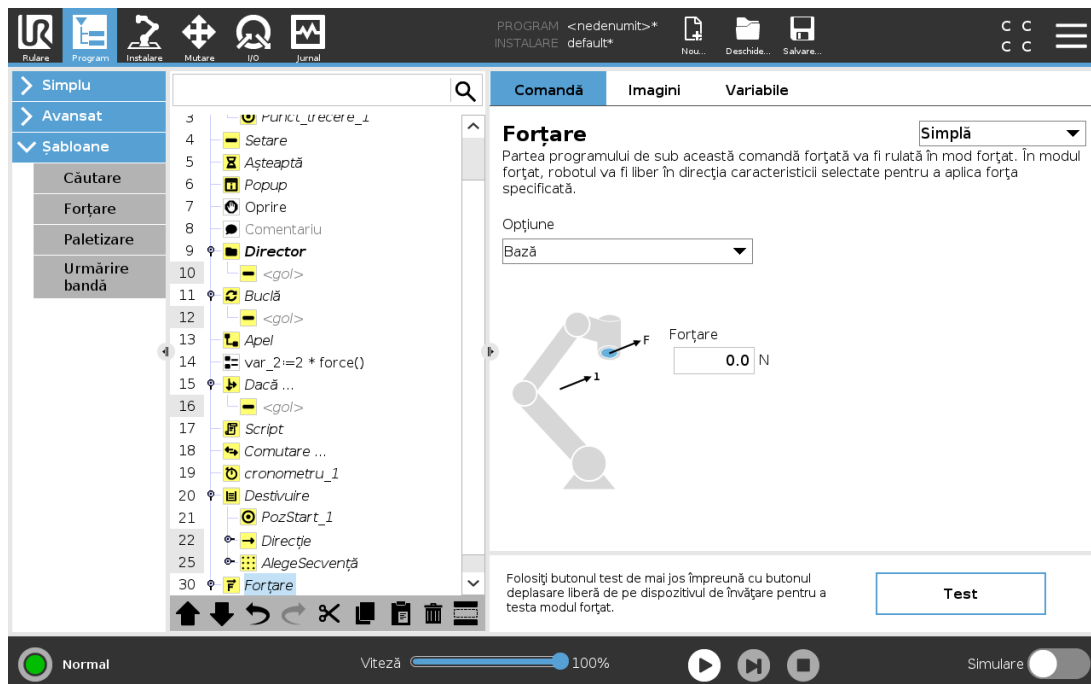 PROGRAM <nedenumit>*
INSTALARE default*
Rulare Program Instalare Mutare I/O Jurnal
Nou... Deschide... Salvare...
C C
C C
Simplu
Avansat
Șabloane
Căutare
Forțare
Paletizare
Urmărire
bandă
3 Punct_trecere_1
4 Setare
5 Așteaptă
6 Popup
7 Oprire
8 Comentariu
9 Director
10 <gol>
11 Buclă
12 <gol>
13 Apel
14 var_2:=2 * force()
15 Dacă ...
16 <gol>
17 Script
18 Comutare ...
19 cronometru_1
20 Destivuire
21 PozStart_1
22 Direcție
25 AlegeSecvență
30 Forțare
Comandă Imagini Variabile
Forțare
Simplă
Partea programului de sub această comandă forțată va fi rulată în mod forțat. În modul
forțat, robotul va fi liber în direcția caracteristicii selectate pentru a aplica forța
specificată.
Opțiune
Bază
F
1
Forțare
0.0 N
Folosiți butonul test de mai jos împreună cu butonul
deplasare liberă de pe dispozitivul de învățare pentru a
testa modul forțat.
Test
Normal
Viteză 100%
Simulare